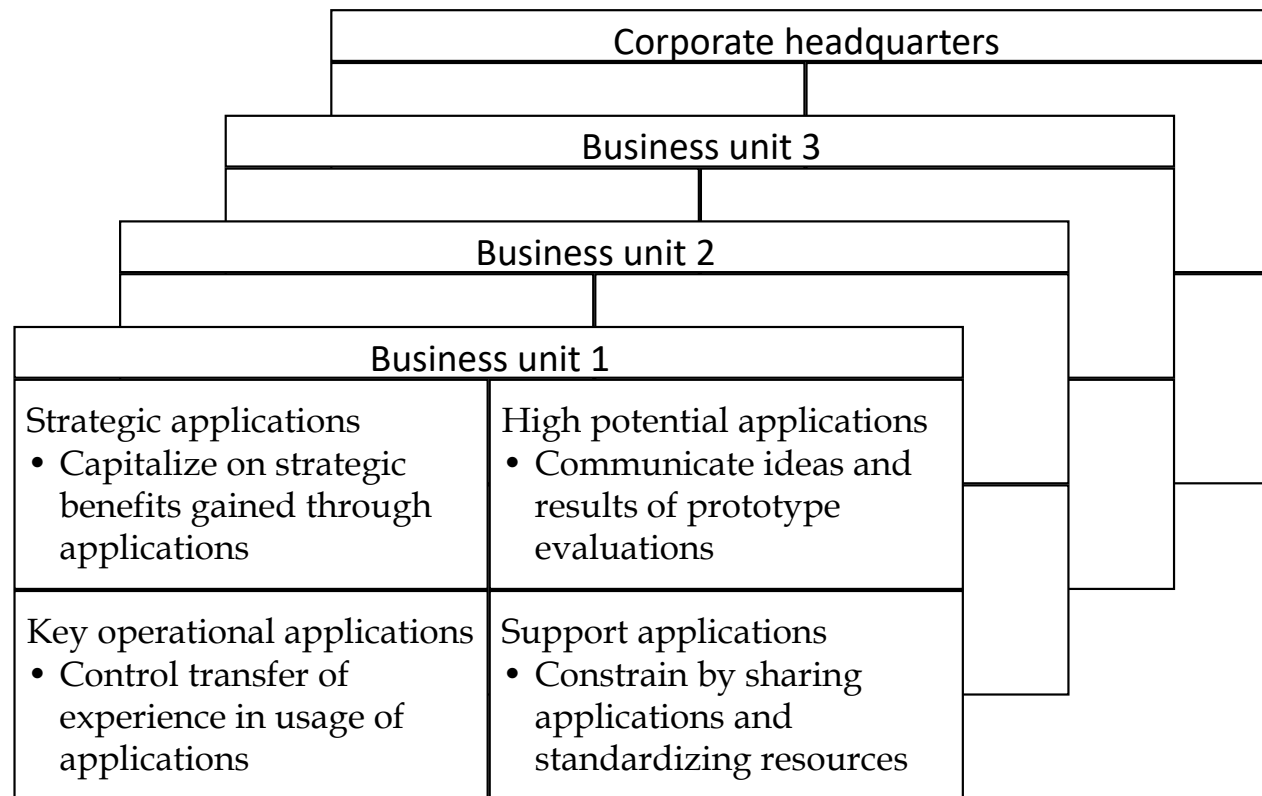 Corporate headquarters
Business unit 3
Business unit 2
Business unit 1
Strategic applications
• Capitalize on strategic
benefits gained through
applications
High potential applications
• Communicate ideas and
results of prototype
evaluations
Key operational applications
• Control transfer of
experience in usage of
applications
Support applications
• Constrain by sharing
applications and
standardizing resources